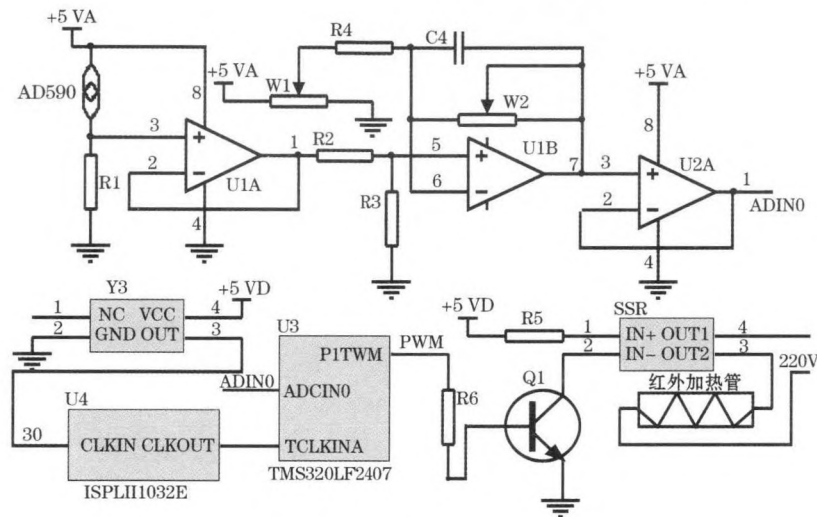 +5 VA
R4
C4
AD590
8
+5 VA
W1
W2
+5 VA
8
3
1
R2
5
U1B
7
3
2
6
1
R1
U1A
R3
2
U2A
ADIN0
4
4
Y3
+5 VD
1
NC VCC
4
2
GND OUT
3
U3
+5 VD
R5
SSR
1
IN+ OUT1
4
P1TWM
PWM
2
IN− OUT2
3
220V
ADIN0
ADCIN0
R6
Q1
红外加热管
U4
30
CLKIN CLKOUT
TCLKINA
ISPLII1032E
TMS320LF2407